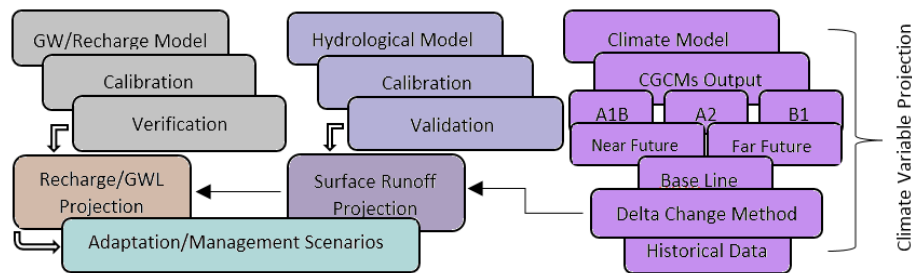 GW/Recharge Model
Calibration
Verification
Recharge/GWL
Projection
Hydrological Model
Calibration
Validation
Surface Runoff
Projection
Adaptation/Management Scenarios
Climate Model
CGCMs Output
A1B
A2
B1
Near Future
Far Future
Base Line
Delta Change Method
Historical Data
Climate Variable Projection